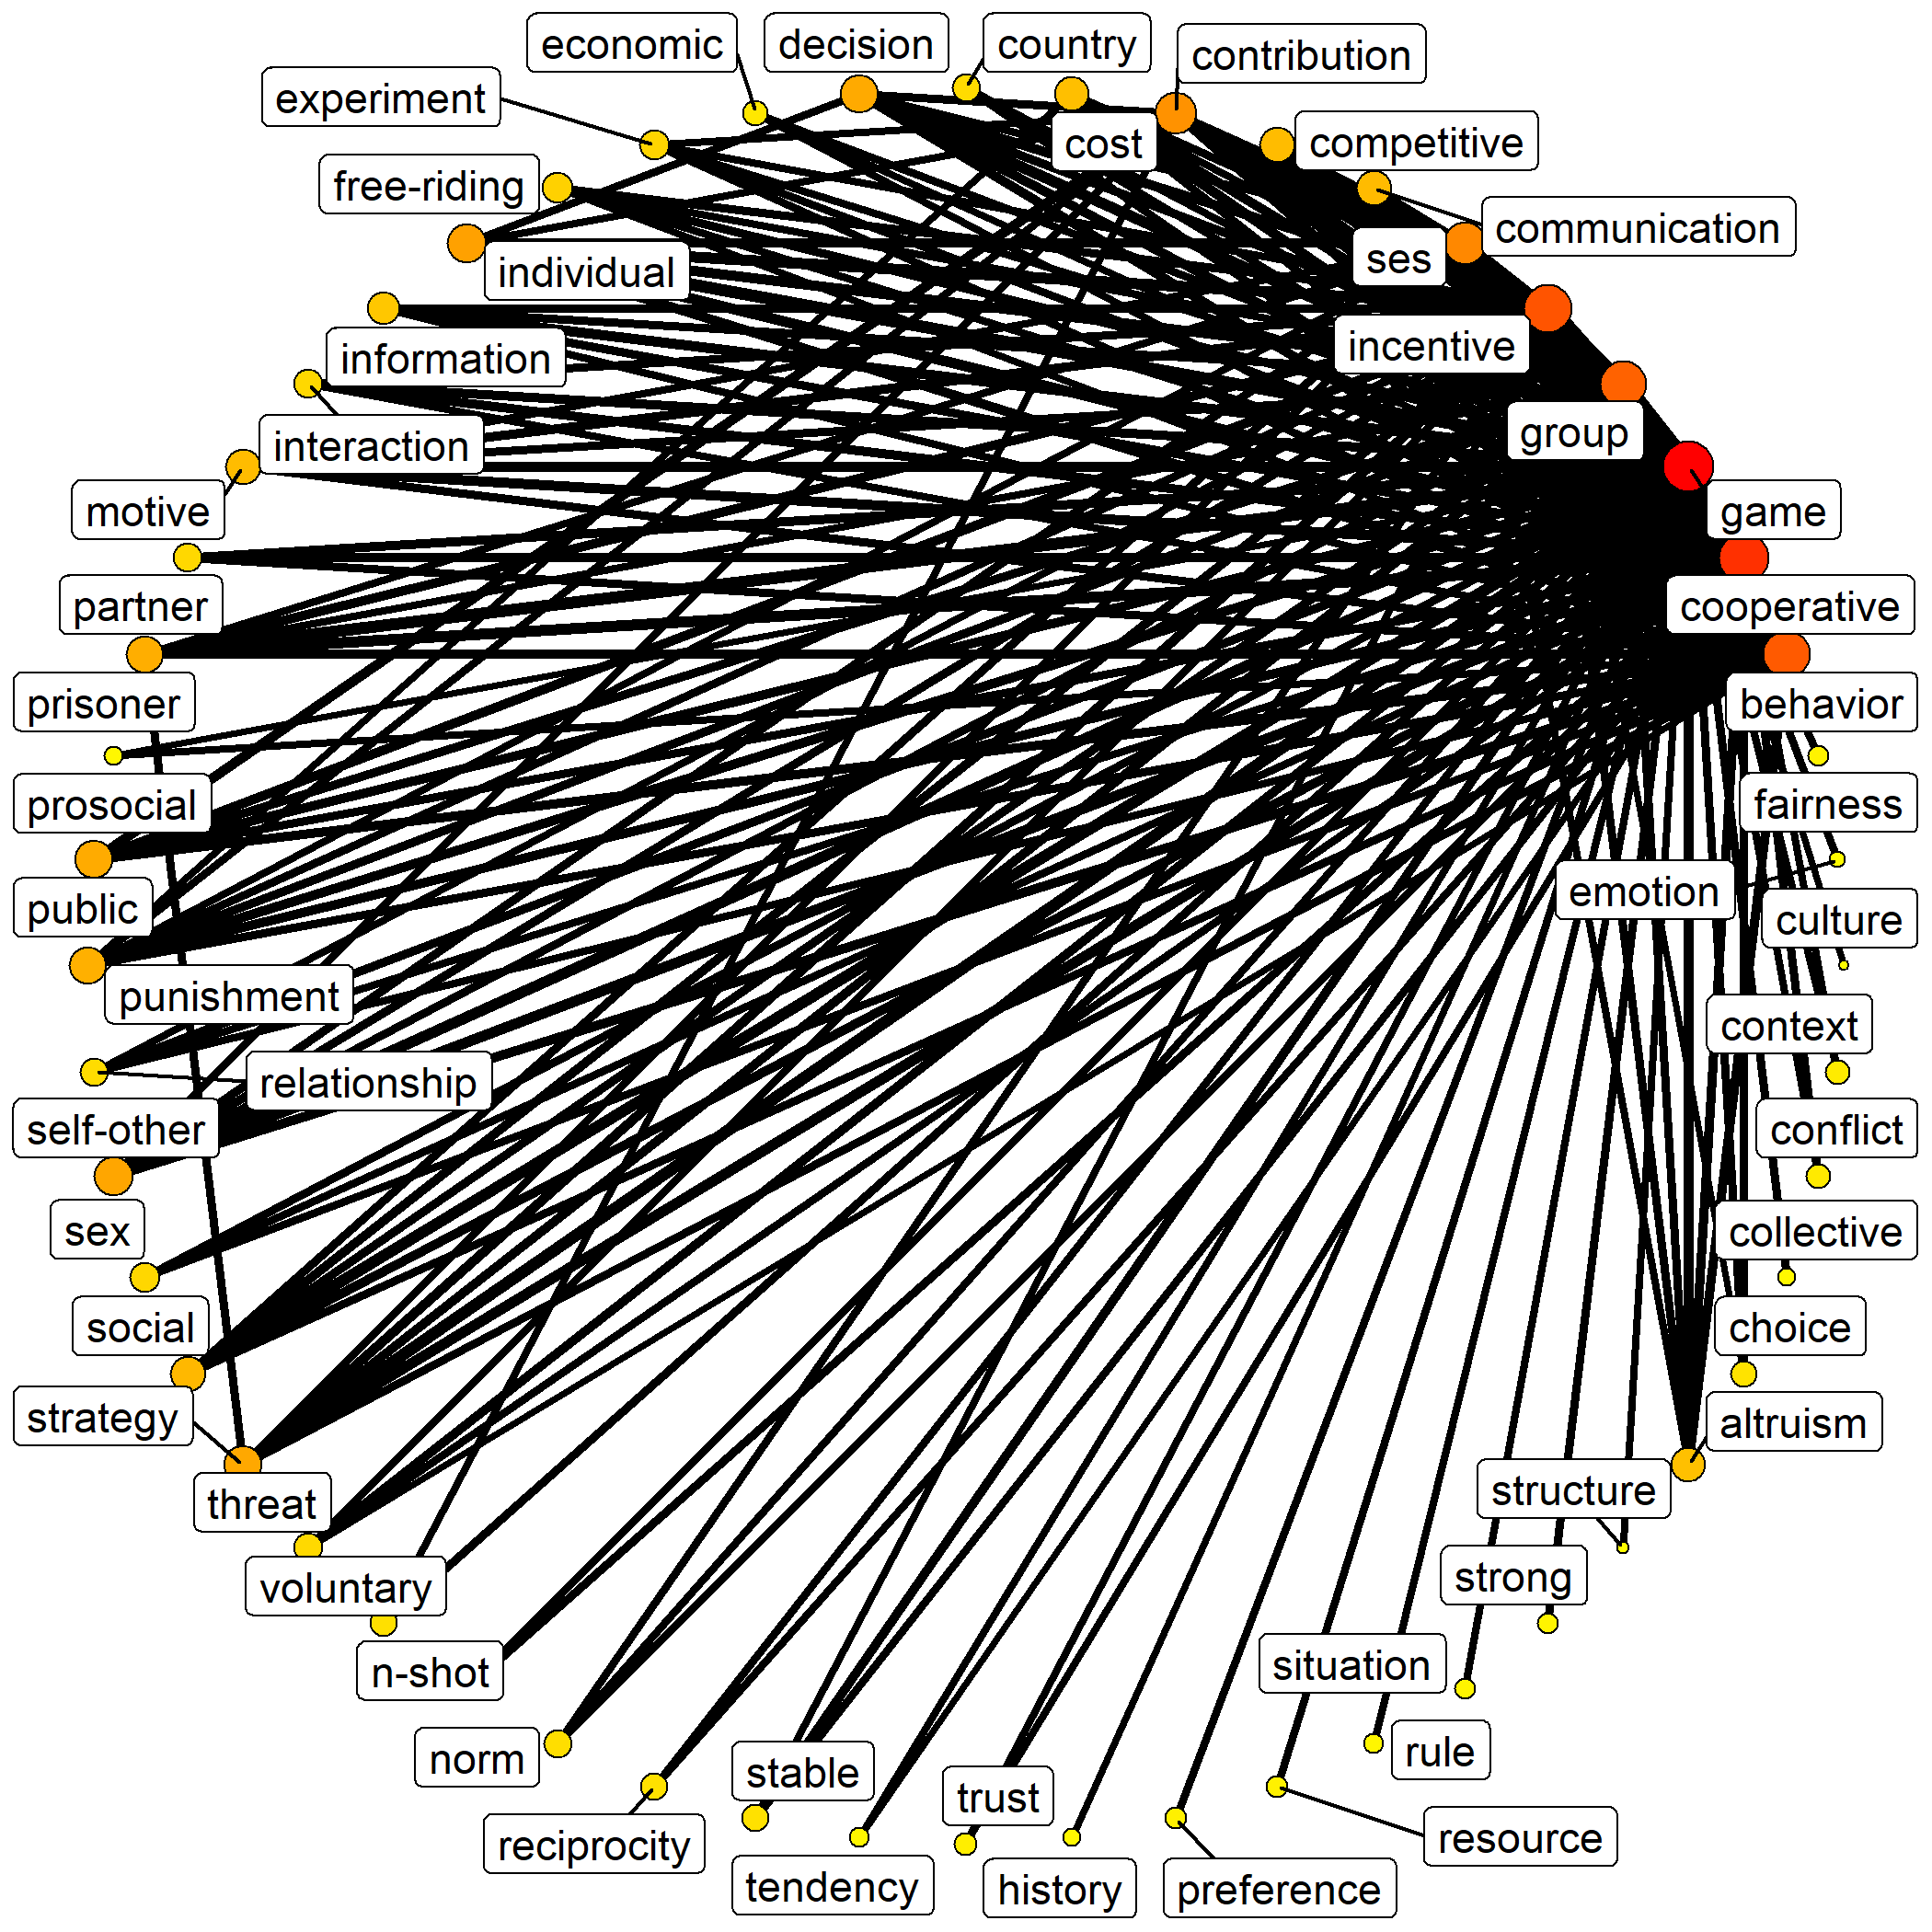 economic
decision
country
contribution
experiment
cost
competitive
free-riding
communication
individual
ses
information
incentive
interaction
group
motive
game
partner
cooperative
prisoner
behavior
prosocial
fairness
emotion
public
culture
punishment
context
relationship
self-other
conflict
sex
collective
social
choice
strategy
altruism
threat
structure
voluntary
strong
n-shot
situation
norm
rule
stable
trust
reciprocity
resource
tendency
history
preference